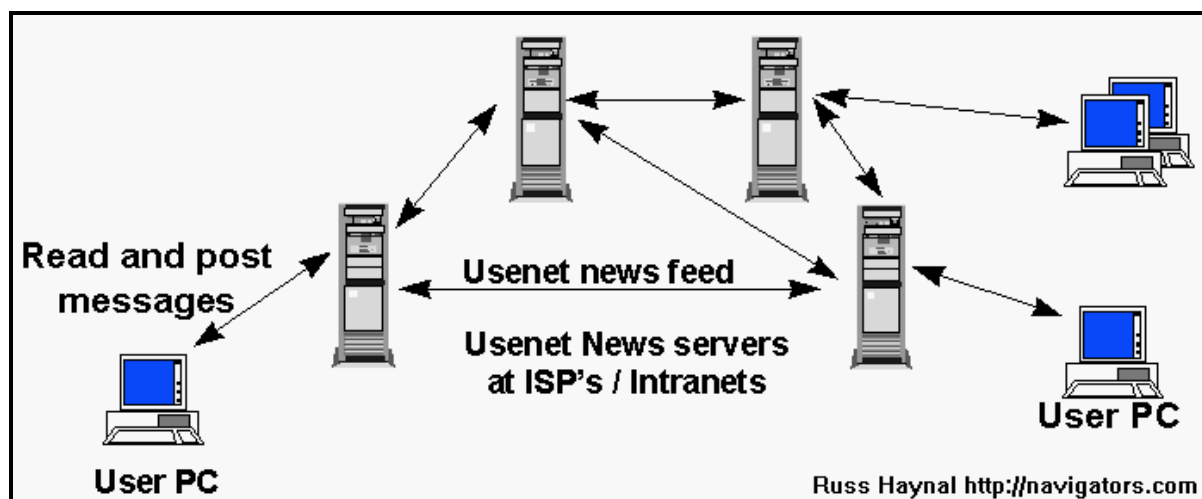 Read and post
messages
Usenet news feed
Usenet News servers
at ISP's / Intranets
User PC
User PC
Russ Haynal http://navigators.com